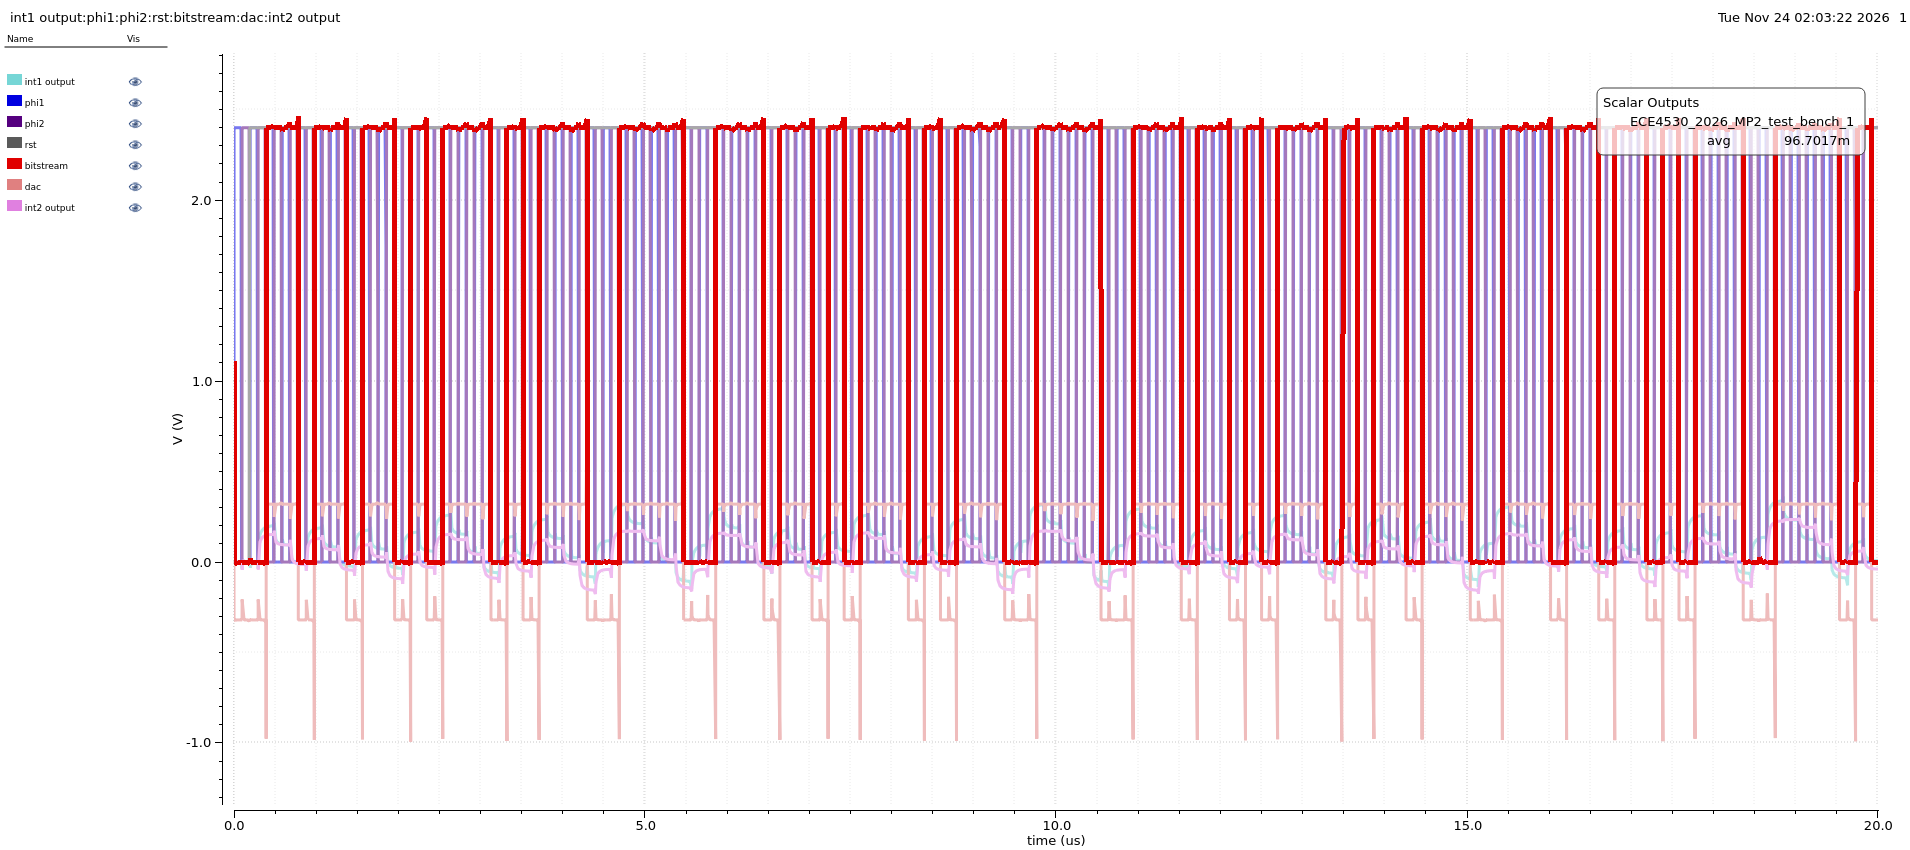 int1 output:phi1:phi2:rst:bitstream:dac:int2 output
Tue Nov 24 02:03:22 2026 1
Name Vis
int1 output
phi1
phi2
rst
bitstream
dac
int2 output
Scalar Outputs
ECE4530_2026_MP2_test_bench_1
avg 96.7017m
V (V)
2.0
1.0
0.0
-1.0
0.0 5.0 10.0 15.0 20.0
time (us)